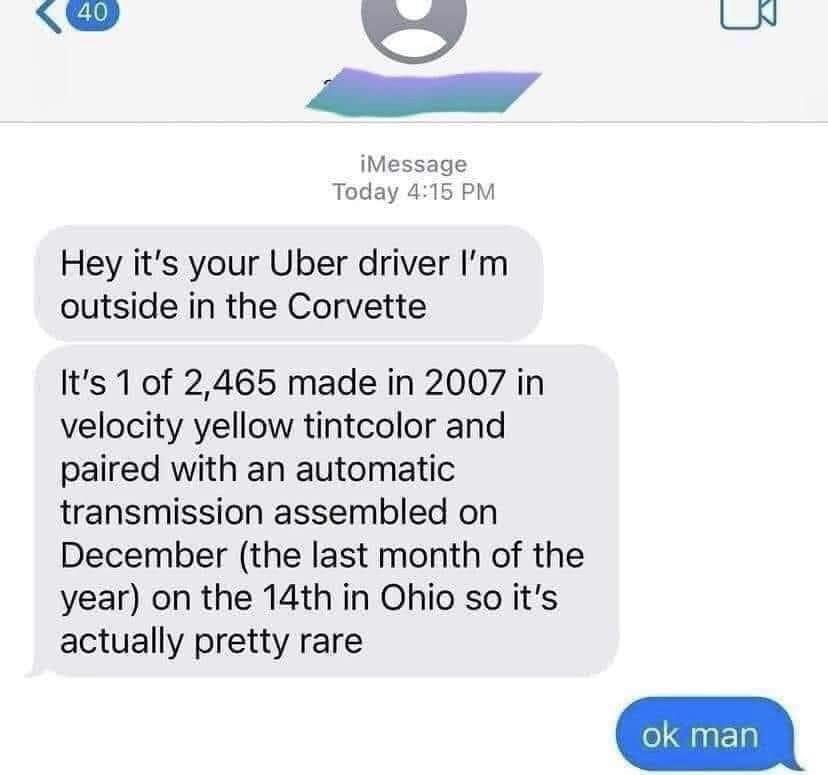 40
iMessage
Today 4:15 PM
Hey it's your Uber driver I'm
outside in the Corvette
It's 1 of 2,465 made in 2007 in
velocity yellow tintcolor and
paired with an automatic
transmission assembled on
December (the last month of the
year) on the 14th in Ohio so it's
actually pretty rare
ok man